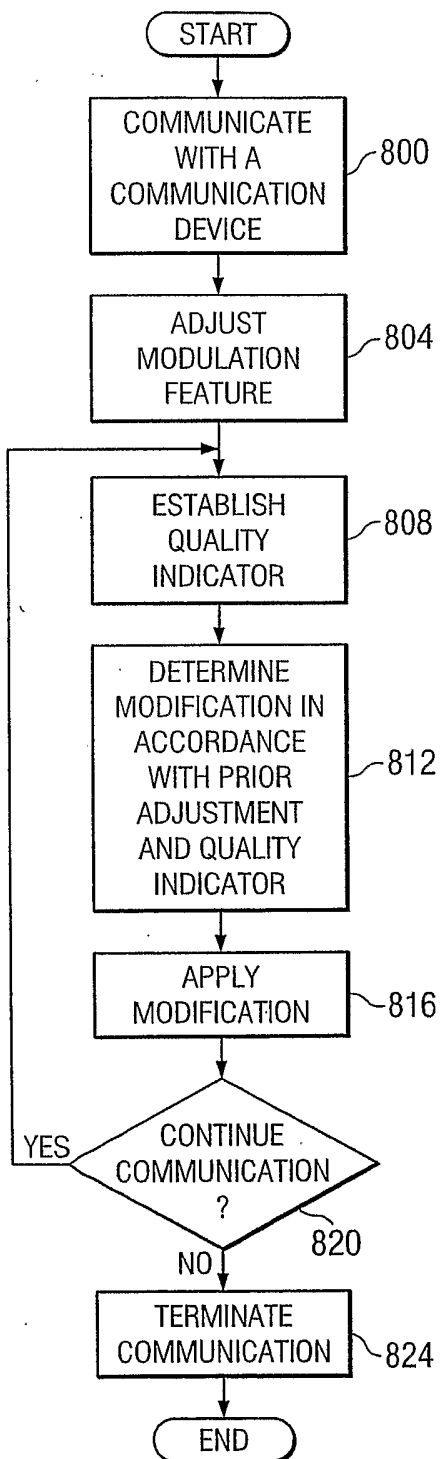 START
COMMUNICATE
WITH A
COMMUNICATION
DEVICE
800
ADJUST
MODULATION
FEATURE
804
ESTABLISH
QUALITY
INDICATOR
808
DETERMINE
MODIFICATION IN
ACCORDANCE
WITH PRIOR
ADJUSTMENT
AND QUALITY
INDICATOR
812
APPLY
MODIFICATION
816
YES
CONTINUE
COMMUNICATION
?
820
NO
TERMINATE
COMMUNICATION
824
END